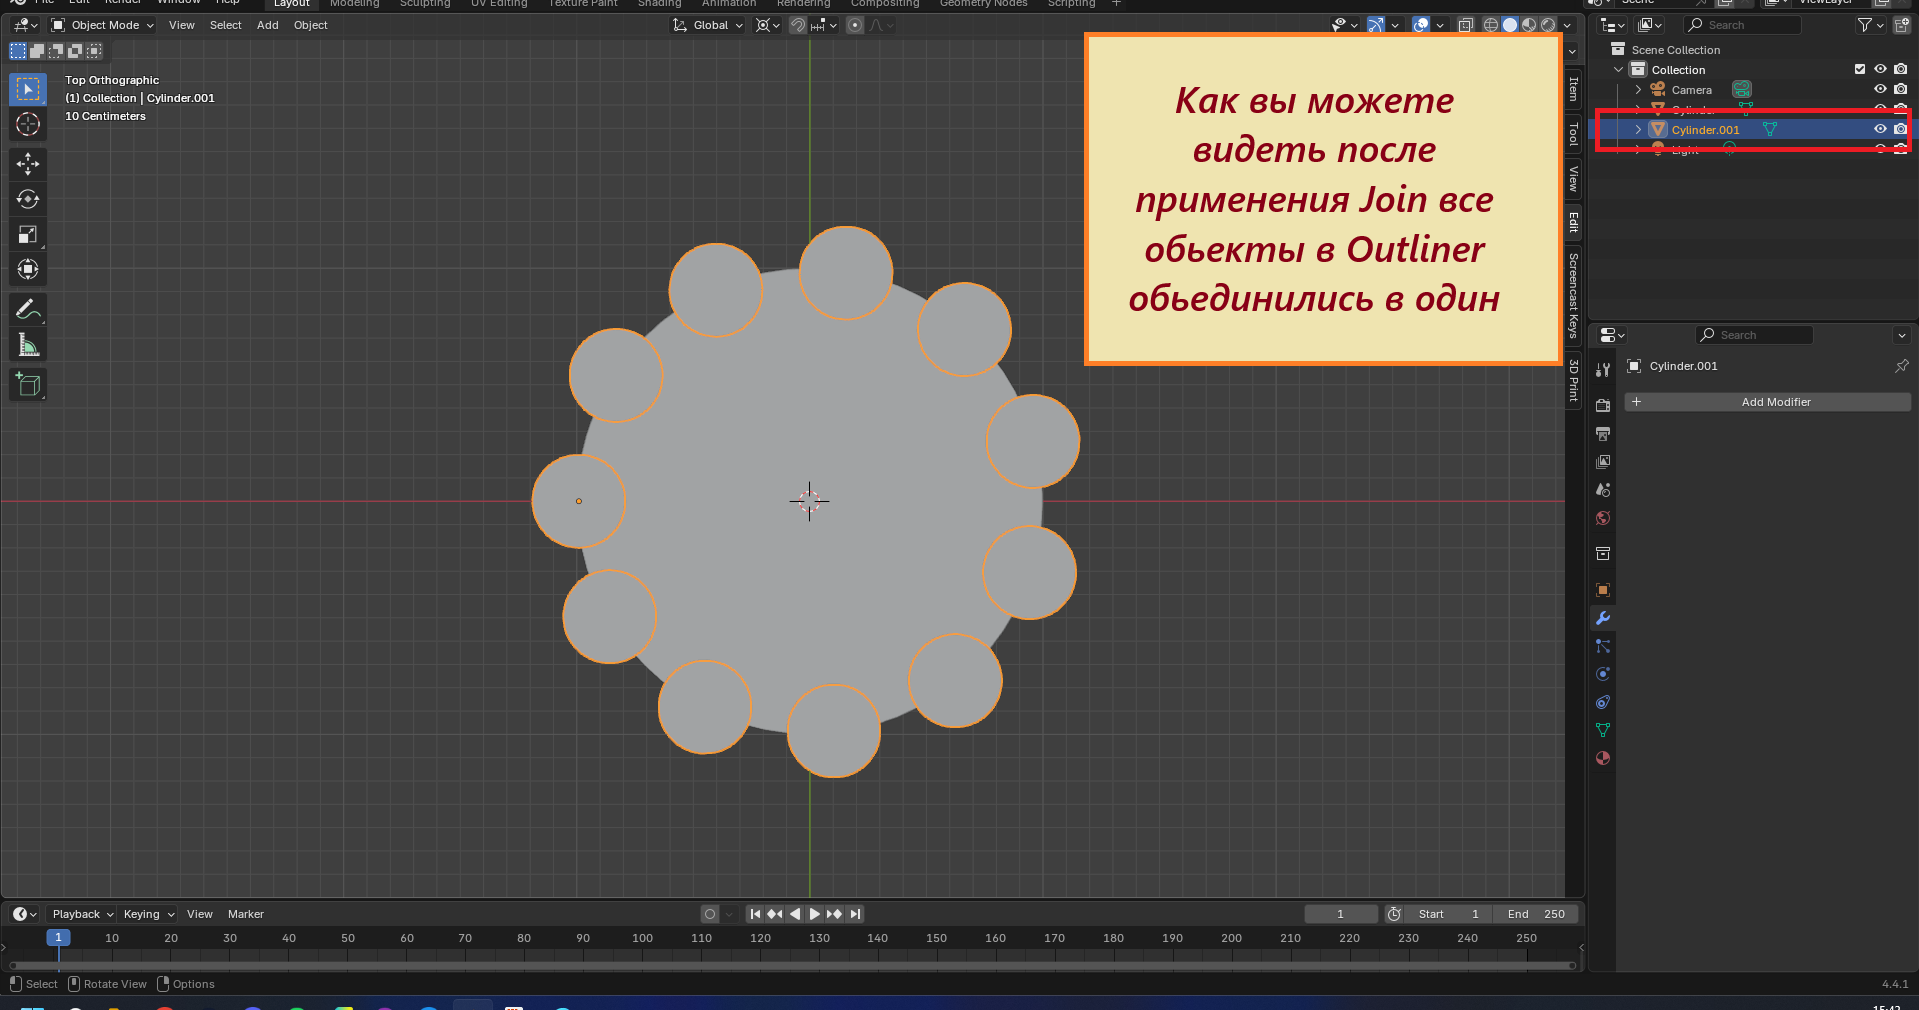 File Edit Render Window Help Layout Modeling Sculpting UV Editing Texture Paint Shading Animation Rendering Compositing Geometry Nodes Scripting + Scene ViewLayer
Object Mode View Select Add Object Global Search
Top Orthographic
(1) Collection | Cylinder.001
10 Centimeters
Как вы можете
видеть после
применения Join все
обьекты в Outliner
обьединились в один
Item
Tool
View
Edit
Screencast Keys
3D Print
Scene Collection
Collection
Camera
Cylinder
Cylinder.001
Light
Search
Cylinder.001
+ Add Modifier
Playback Keying View Marker 1 Start 1 End 250
1 10 20 30 40 50 60 70 80 90 100 110 120 130 140 150 160 170 180 190 200 210 220 230 240 250
Select Rotate View Options 4.4.1
15:42